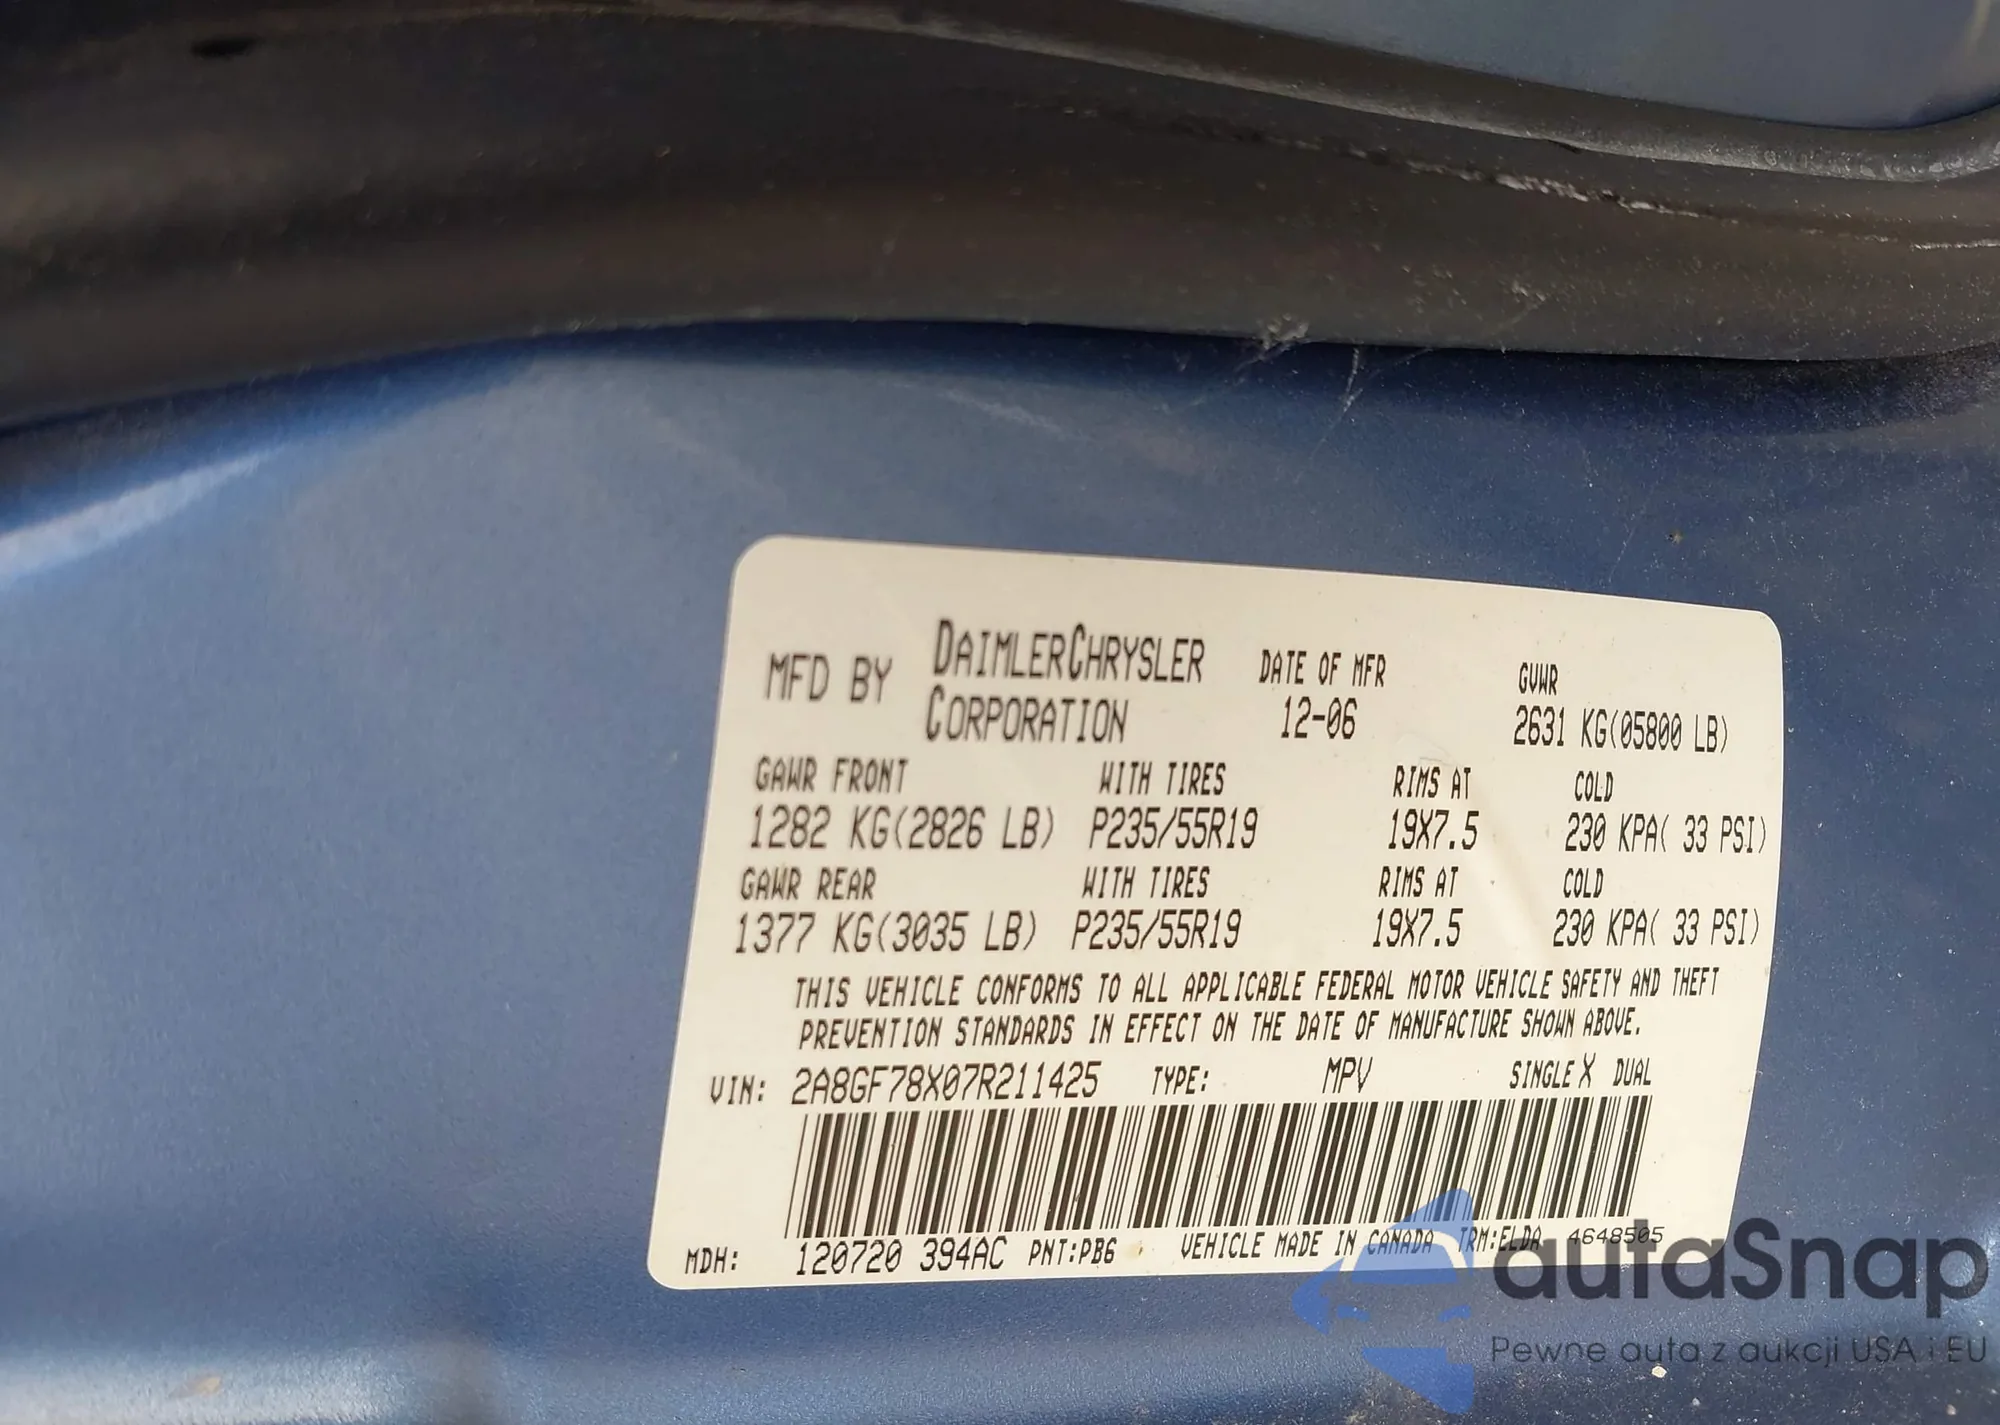 MFD BY DAIMLERCHRYSLER CORPORATION DATE OF MFR 12-06 GVWR 2631 KG(05800 LB)
GAWR FRONT WITH TIRES RIMS AT COLD
1282 KG(2826 LB) P235/55R19 19X7.5 230 KPA( 33 PSI)
GAWR REAR WITH TIRES RIMS AT COLD
1377 KG(3035 LB) P235/55R19 19X7.5 230 KPA( 33 PSI)
THIS VEHICLE CONFORMS TO ALL APPLICABLE FEDERAL MOTOR VEHICLE SAFETY AND THEFT
PREVENTION STANDARDS IN EFFECT ON THE DATE OF MANUFACTURE SHOWN ABOVE.
VIN: 2A8GF78X07R211425 TYPE: MPV SINGLE X DUAL
MDH: 120720 394AC PNT:PB6 VEHICLE MADE IN CANADA TRM:ELDA 4648505
autaSnap
Pewne auta z aukcji USA i EU